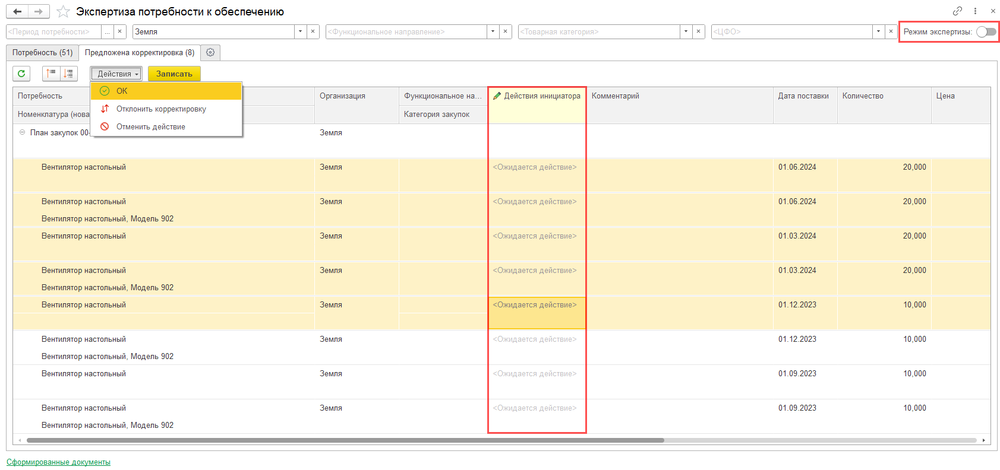 Экспертиза потребности к обеспечению
<Период потребности> ... × Земля × <Функциональное направление> × <Товарная категория> × <ЦФО> × Режим экспертизы:
Потребность (51) Предложена корректировка (8)
Действия Записать
ОК
Отклонить корректировку
Отменить действие
Потребность Организация Функциональное на... Действия инициатора Комментарий Дата поставки Количество Цена
Номенклатура (нова Категория закупок
План закупок 00- Земля
Вентилятор настольный Земля <Ожидается действие> 01.06.2024 20,000
Вентилятор настольный Земля <Ожидается действие> 01.06.2024 20,000
Вентилятор настольный, Модель 902
Вентилятор настольный Земля <Ожидается действие> 01.03.2024 20,000
Вентилятор настольный Земля <Ожидается действие> 01.03.2024 20,000
Вентилятор настольный, Модель 902
Вентилятор настольный Земля <Ожидается действие> 01.12.2023 10,000
Вентилятор настольный Земля <Ожидается действие> 01.12.2023 10,000
Вентилятор настольный, Модель 902
Вентилятор настольный Земля <Ожидается действие> 01.09.2023 10,000
Вентилятор настольный Земля <Ожидается действие> 01.09.2023 10,000
Вентилятор настольный, Модель 902
Сформированные документы